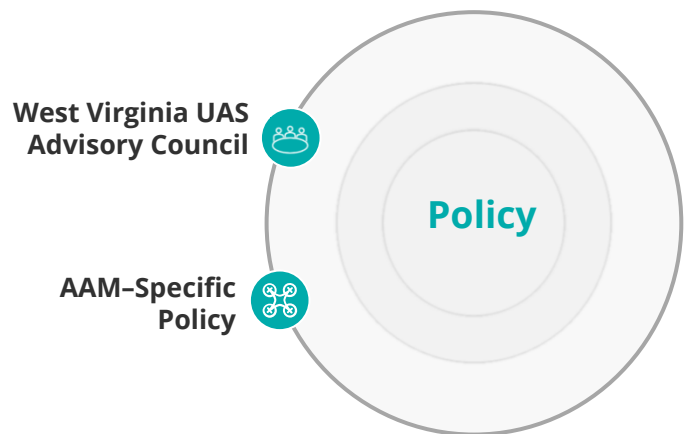 West Virginia UAS
Advisory Council
Policy
AAM–Specific
Policy